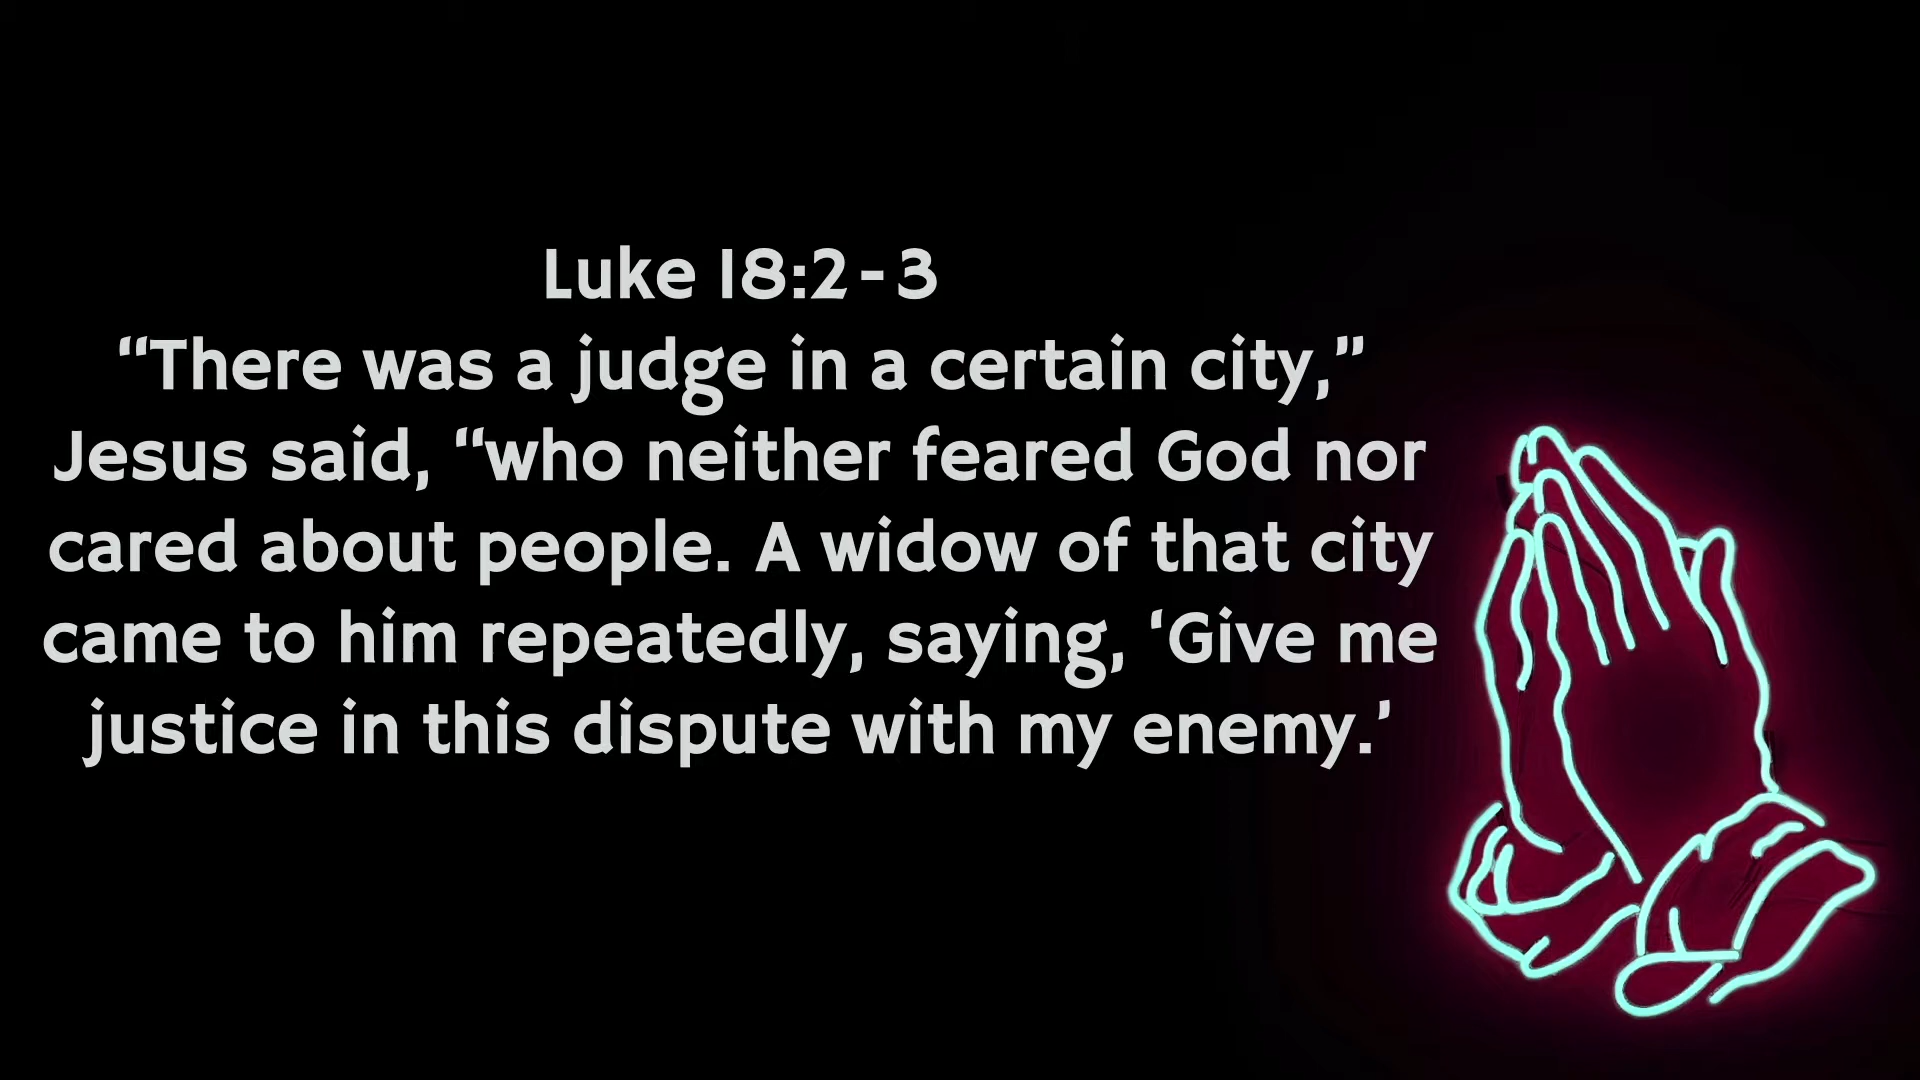 Luke 18:2-3
“There was a judge in a certain city,”
Jesus said, “who neither feared God nor
cared about people. A widow of that city
came to him repeatedly, saying, ‘Give me
justice in this dispute with my enemy.’